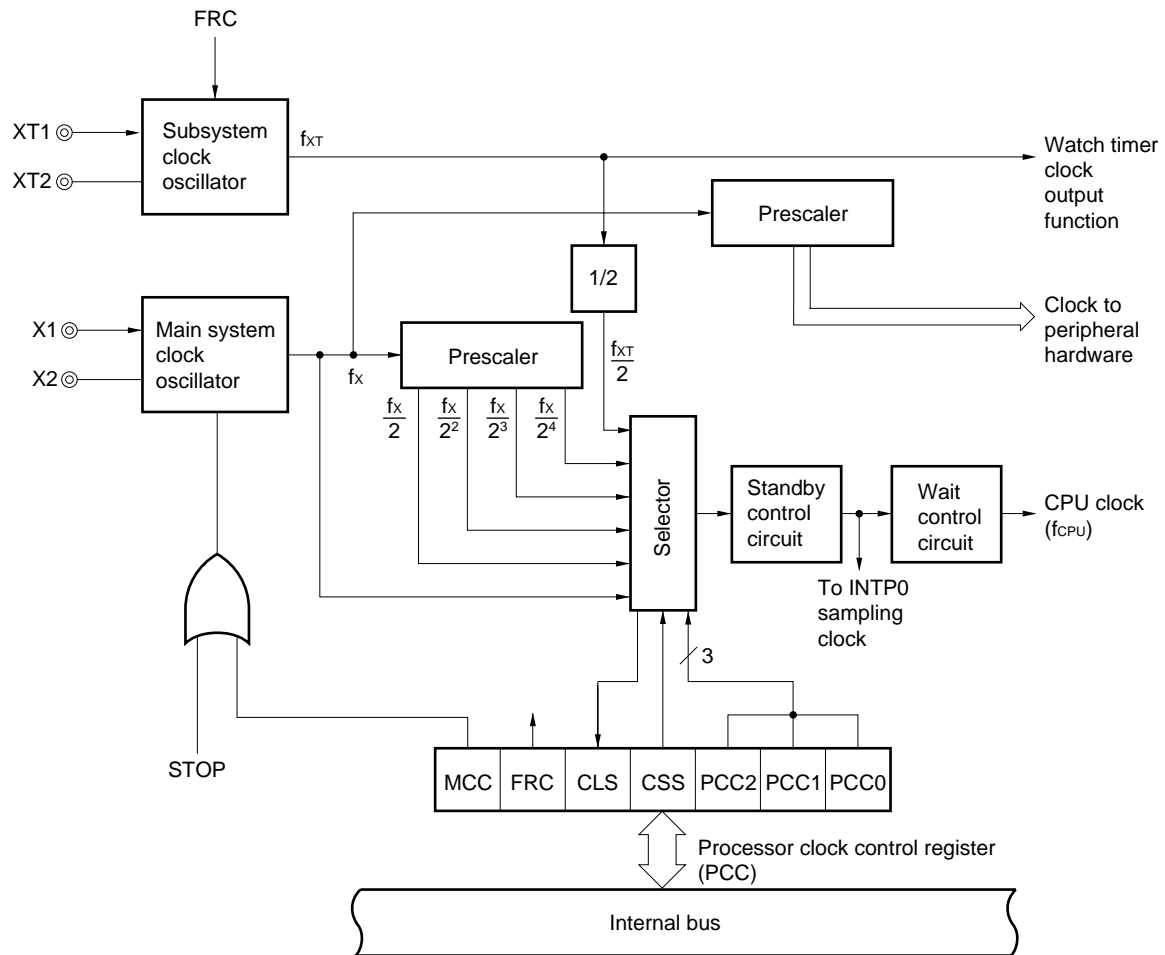 FRC
XT1
XT2
Subsystem
clock
oscillator
fXT
Watch timer
clock
output
function
Prescaler
1/2
X1
X2
Main system
clock
oscillator
fX
Prescaler
fXT
2
Clock to
peripheral
hardware
fX
2
fX
2²
fX
2³
fX
2⁴
Selector
Standby
control
circuit
Wait
control
circuit
CPU clock
(fCPU)
To INTP0
sampling
clock
3
STOP
MCC FRC CLS CSS PCC2 PCC1 PCC0
Processor clock control register
(PCC)
Internal bus